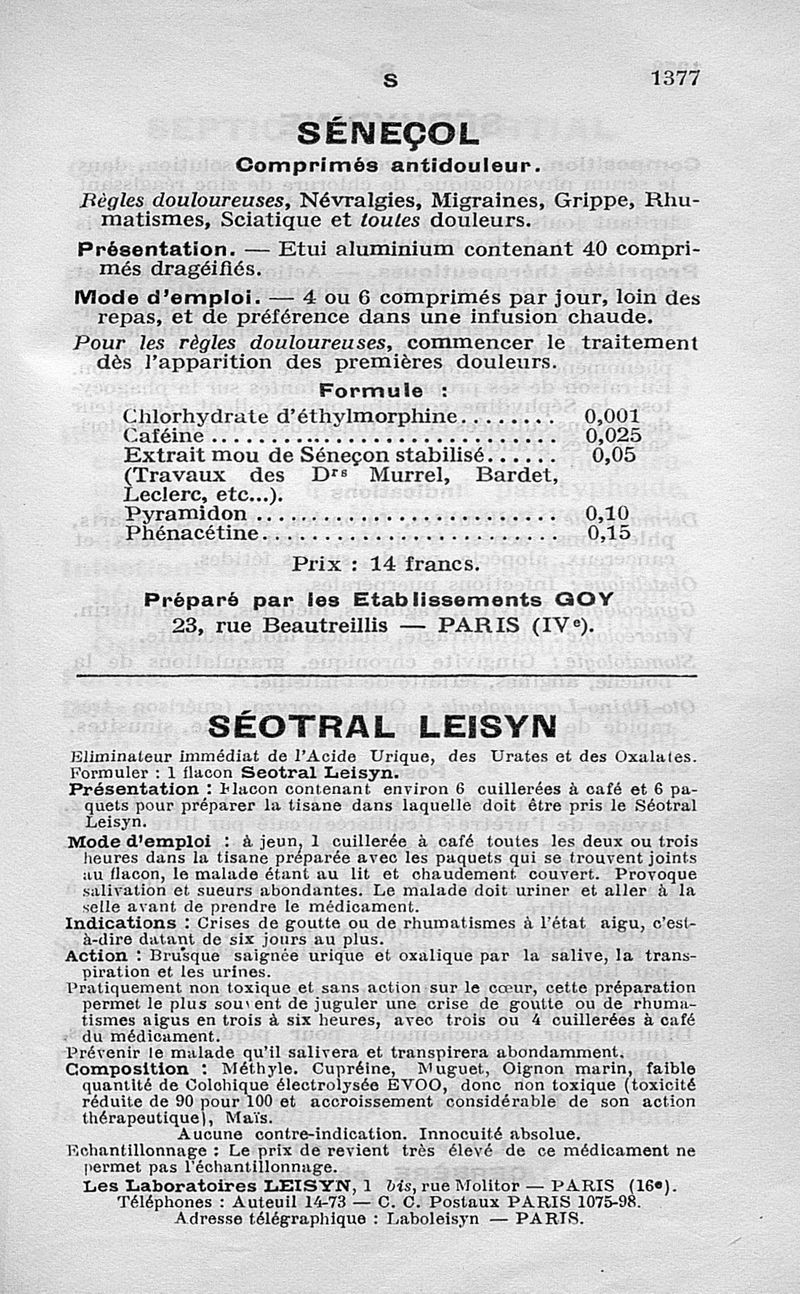 S
1377
SÉNEÇOL
Comprimés antidouleur.
Règles douloureuses, Névralgies, Migraines, Grippe, Rhu-
matismes, Sciatique et toutes douleurs.
Présentation. — Etui aluminium contenant 40 compri-
més dragéifiés.
Mode d'emploi. — 4 ou 6 comprimés par jour, loin des
repas, et de préférence dans une infusion chaude.
Pour les règles douloureuses, commencer le traitement
dès l'apparition des premières douleurs.
Formule :
Chlorhydrate d'éthylmorphine........ 0,001
Caféine ............................ 0,025
Extrait mou de Séneçon stabilisé...... 0,05
(Travaux des Drs Murrel, Bardet,
Leclerc, etc...).
Pyramidon ......................... 0,10
Phénacétine........................ 0,15
Prix : 14 francs.
Préparé par les Etablissements GOY
23, rue Beautreillis — PARIS (IVe).
SÉOTRAL LEISYN
Eliminateur immédiat de l'Acide Urique, des Urates et des Oxalates.
Formuler : 1 flacon Seotral Leisyn.
Présentation : Flacon contenant environ 6 cuillerées à café et 6 pa-
quets pour préparer la tisane dans laquelle doit être pris le Séotral
Leisyn.
Mode d'emploi : à jeun, 1 cuillerée à café toutes les deux ou trois
heures dans la tisane préparée avec les paquets qui se trouvent joints
au flacon, le malade étant au lit et chaudement couvert. Provoque
salivation et sueurs abondantes. Le malade doit uriner et aller à la
selle avant de prendre le médicament.
Indications : Crises de goutte ou de rhumatismes à l'état aigu, c'est-
à-dire datant de six jours au plus.
Action : Brusque saignée urique et oxalique par la salive, la trans-
piration et les urines.
Pratiquement non toxique et sans action sur le cœur, cette préparation
permet le plus souvent de juguler une crise de goutte ou de rhuma-
tismes aigus en trois à six heures, avec trois ou 4 cuillerées à café
du médicament.
Prévenir le malade qu'il salivera et transpirera abondamment.
Composition : Méthyle. Cupréine, Muguet, Oignon marin, faible
quantité de Colchique électrolysée EVOO, donc non toxique (toxicité
réduite de 90 pour 100 et accroissement considérable de son action
thérapeutique), Maïs.
Aucune contre-indication. Innocuité absolue.
Echantillonnage : Le prix de revient très élevé de ce médicament ne
permet pas l'échantillonnage.
Les Laboratoires LEISYN, 1 bis, rue Molitor — PARIS (16e).
Téléphones : Auteuil 14-73 — C. C. Postaux PARIS 1075-98.
Adresse télégraphique : Laboleisyn — PARIS.